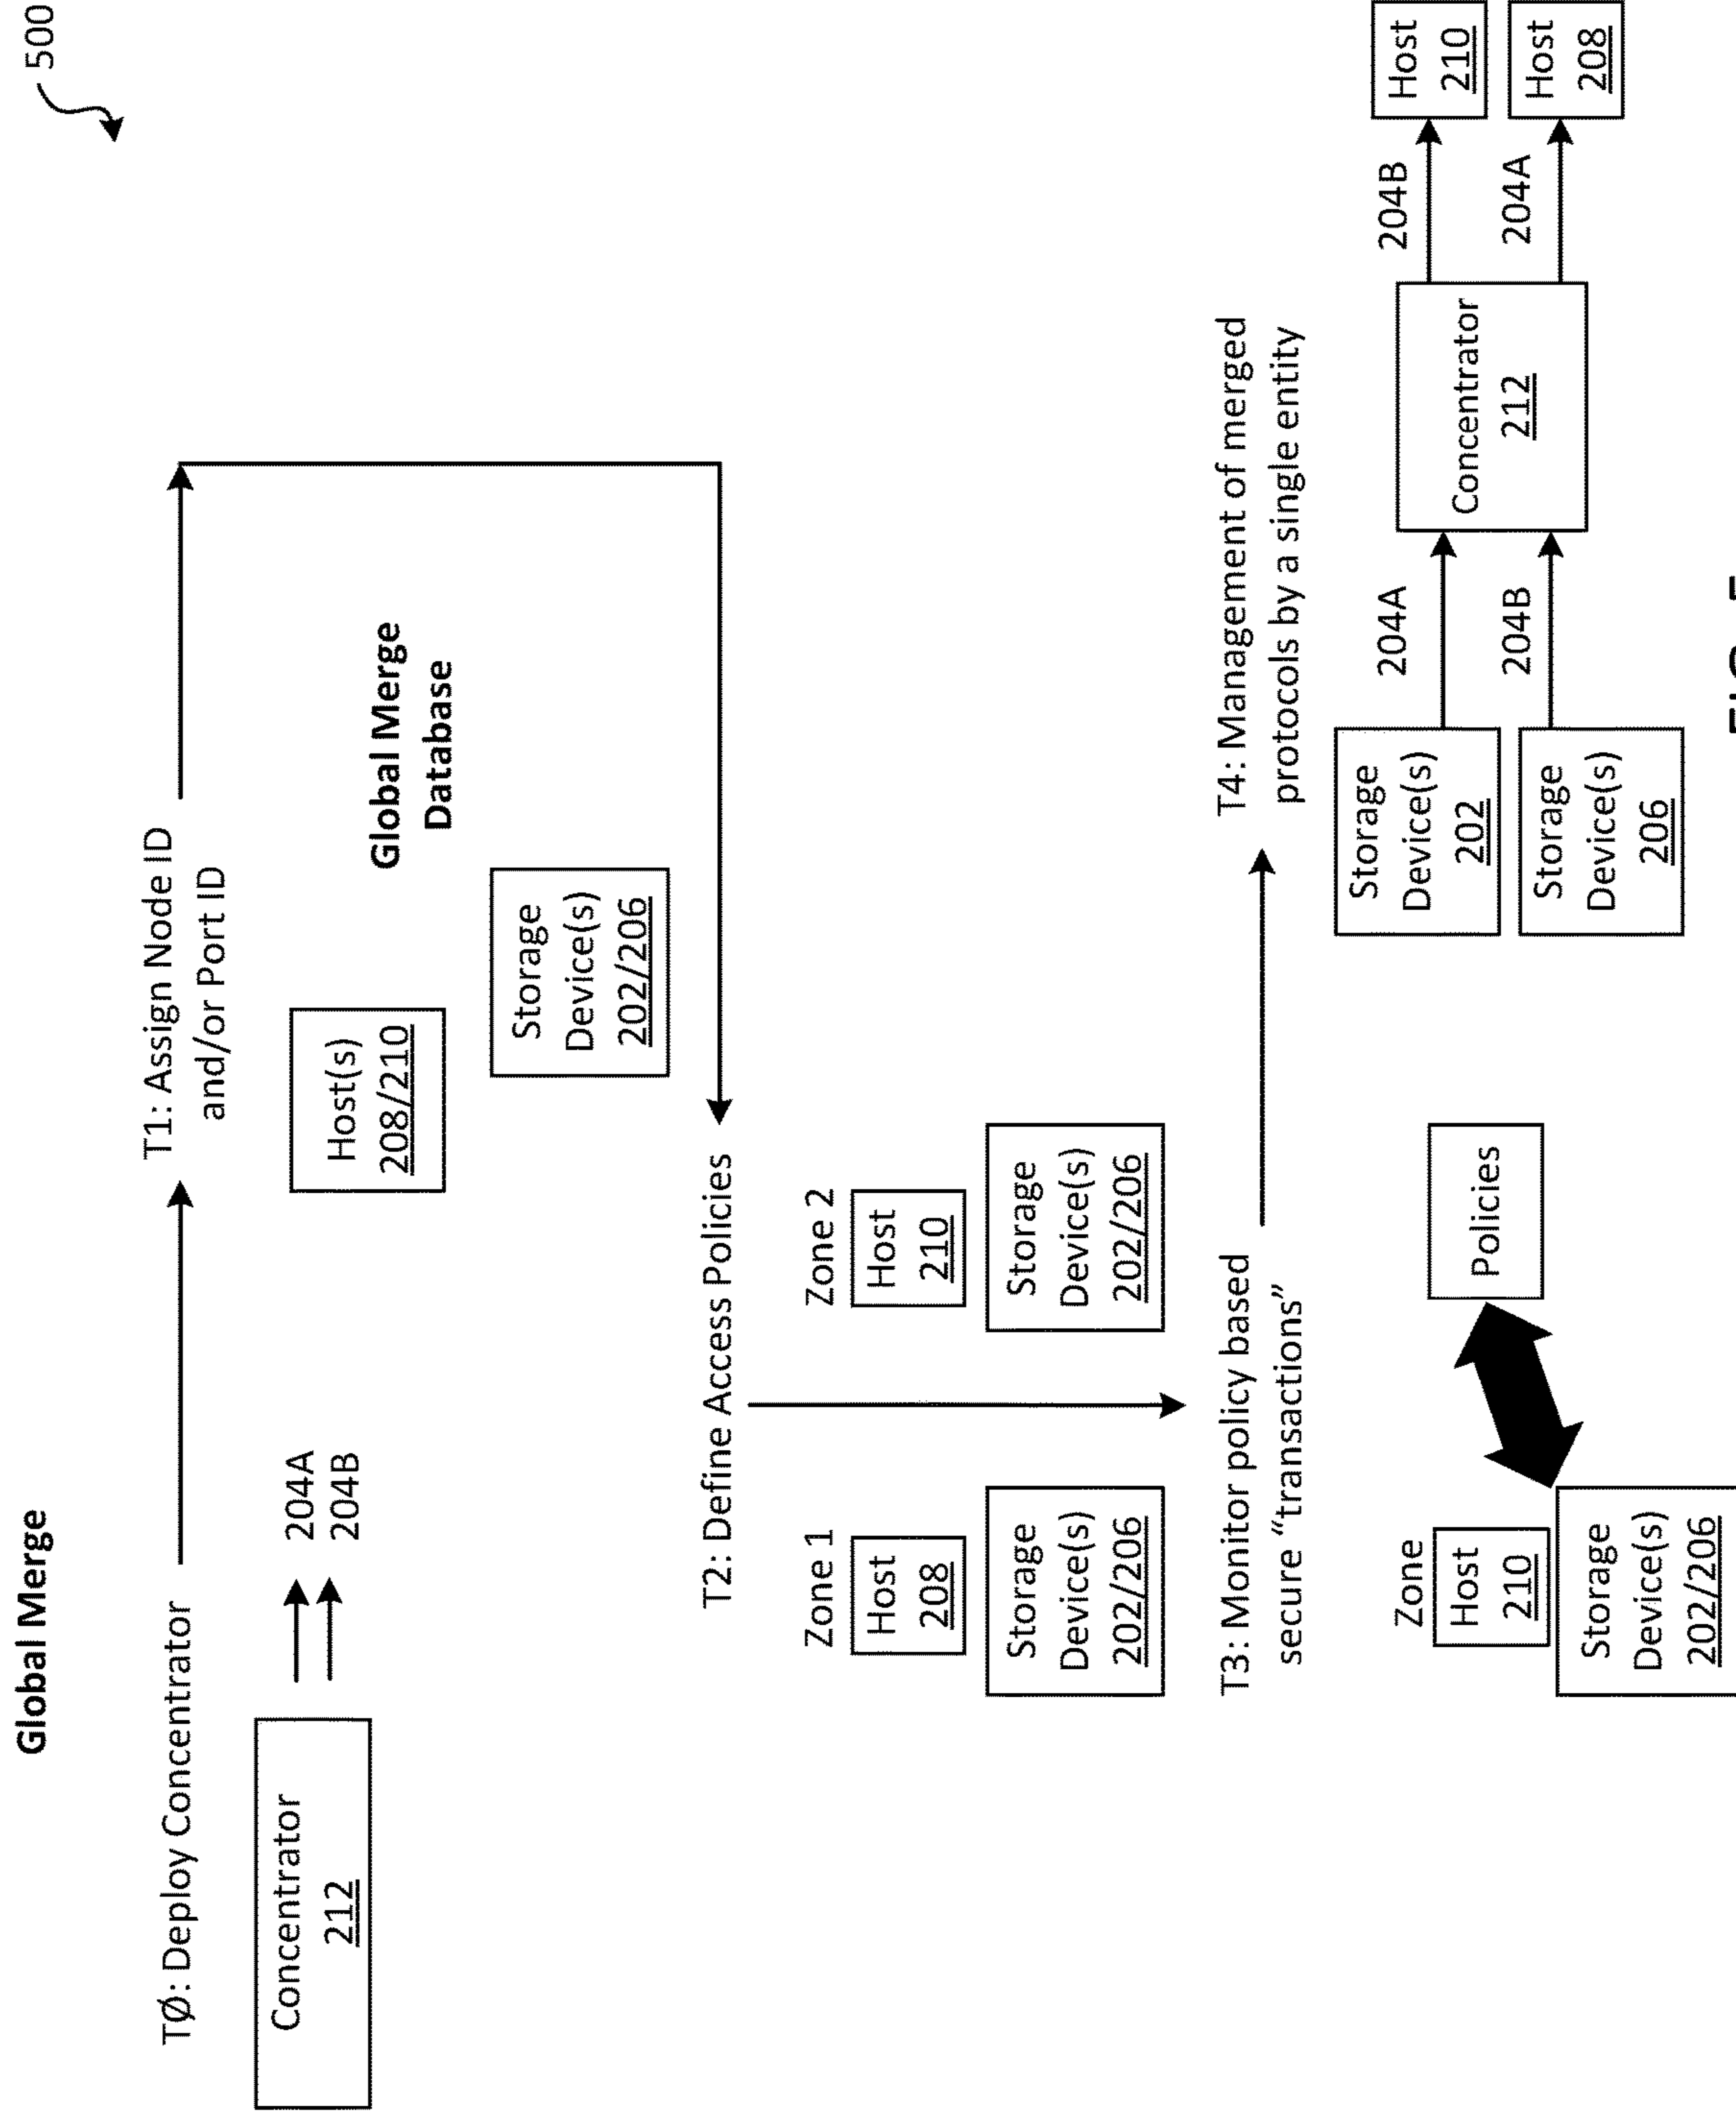 Global Merge
500
TØ: Deploy Concentrator
T1: Assign Node ID
and/or Port ID
Concentrator
212
204A
204B
Host(s)
208/210
Global Merge
Database
Storage
Device(s)
202/206
T2: Define Access Policies
Zone 1
Host
208
Storage
Device(s)
202/206
Zone 2
Host
210
Storage
Device(s)
202/206
T3: Monitor policy based
secure “transactions”
Zone
Host
210
Storage
Device(s)
202/206
Policies
T4: Management of merged
protocols by a single entity
Storage
Device(s)
202
Storage
Device(s)
206
204A
204B
Concentrator
212
204B
204A
Host
210
Host
208